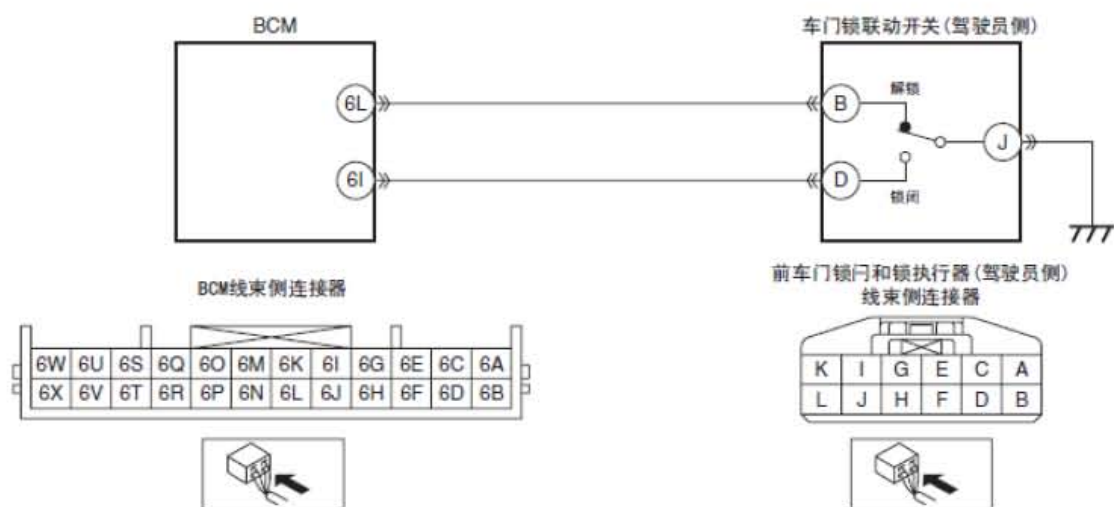 BCM
车门锁联动开关(驾驶员侧)
6L
B
解锁
J
6I
D
锁闭
BCM线束侧连接器
前车门锁闩和锁执行器(驾驶员侧)
线束侧连接器
6W 6U 6S 6Q 6O 6M 6K 6I 6G 6E 6C 6A
6X 6V 6T 6R 6P 6N 6L 6J 6H 6F 6D 6B
K I G E C A
L J H F D B